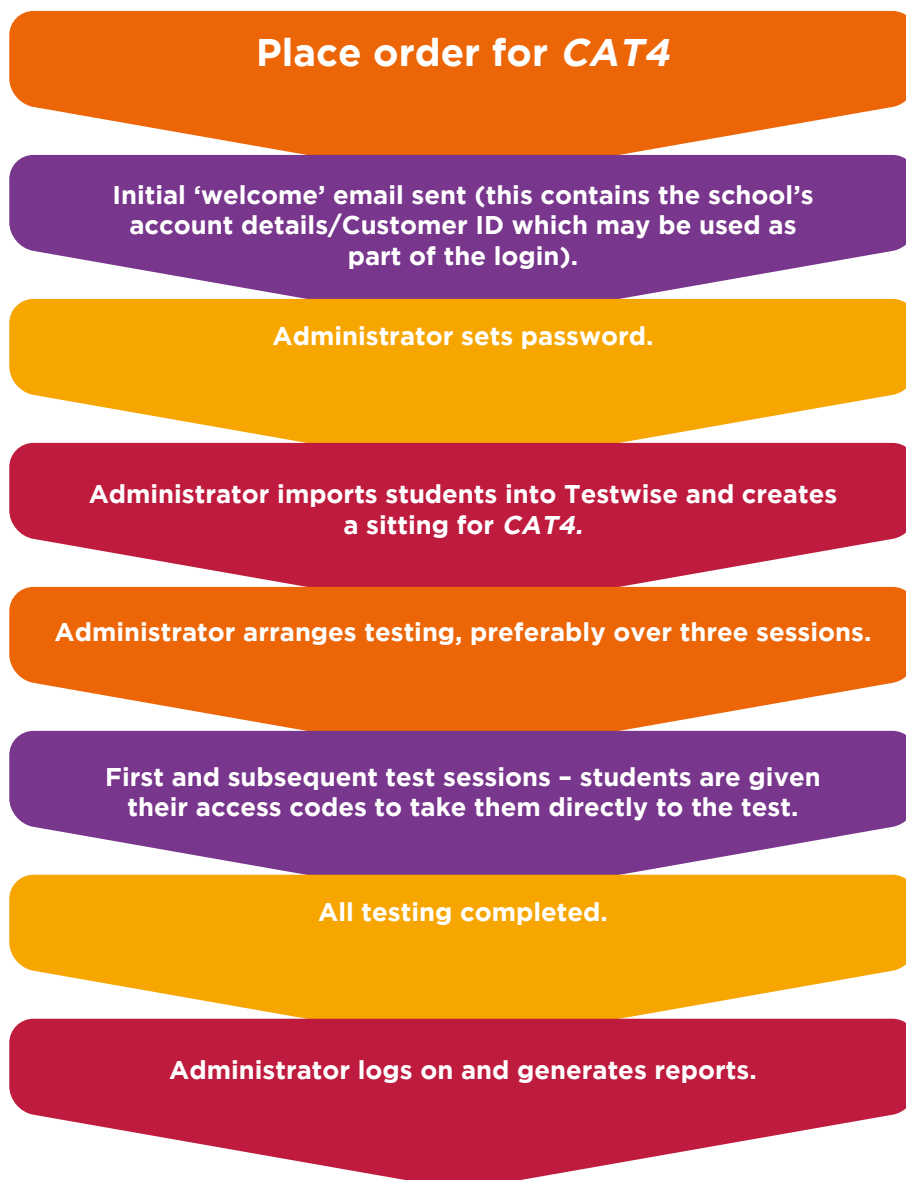 Place order for CAT4
Initial ‘welcome’ email sent (this contains the school’s
account details/Customer ID which may be used as
part of the login).
Administrator sets password.
Administrator imports students into Testwise and creates
a sitting for CAT4.
Administrator arranges testing, preferably over three sessions.
First and subsequent test sessions – students are given
their access codes to take them directly to the test.
All testing completed.
Administrator logs on and generates reports.